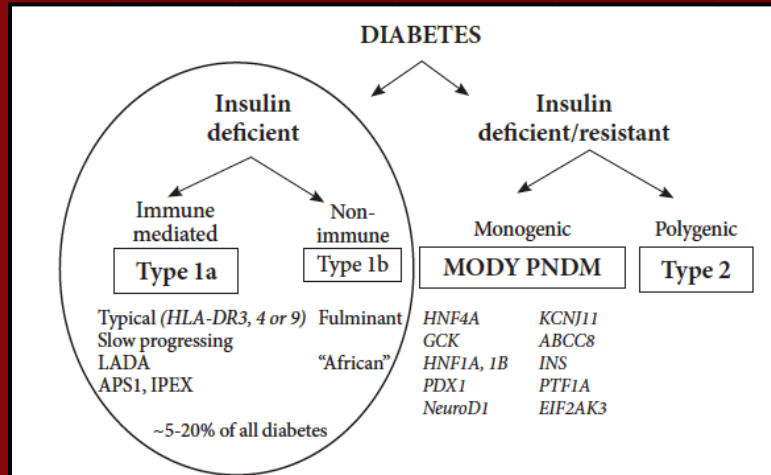 DIABETES
Insulin
deficient
Insulin
deficient/resistant
Immune
mediated
Type 1a
Non-
immune
Type 1b
Monogenic
MODY PNDM
Polygenic
Type 2
Typical (HLA-DR3, 4 or 9)
Slow progressing
LADA
APS1, IPEX
Fulminant
“African”
HNF4A
GCK
HNF1A, 1B
PDX1
NeuroD1
KCNJ11
ABCC8
INS
PTF1A
EIF2AK3
~5-20% of all diabetes